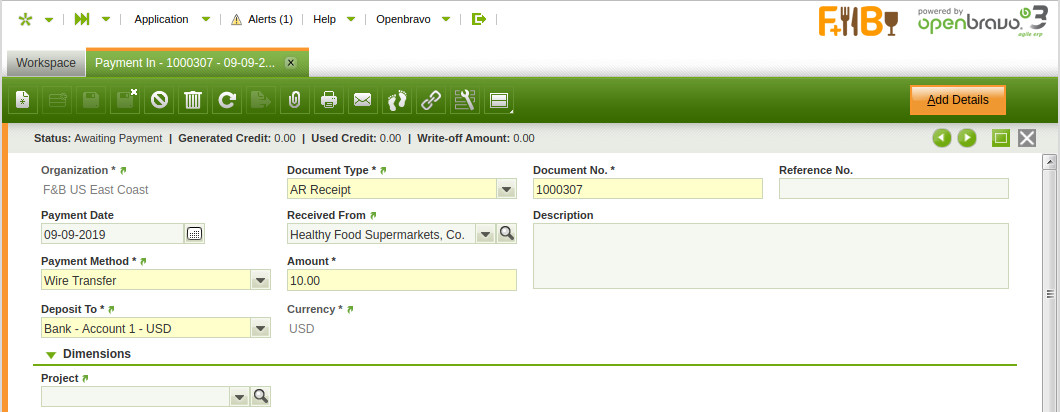 Application Alerts (1) Help Openbravo
F+B powered by openbravo 3
agile erp
Workspace Payment In - 1000307 - 09-09-2...
Add Details
Status: Awaiting Payment | Generated Credit: 0.00 | Used Credit: 0.00 | Write-off Amount: 0.00
Organization * Document Type * Document No. * Reference No.
F&B US East Coast AR Receipt 1000307
Payment Date Received From Description
09-09-2019 Healthy Food Supermarkets, Co.
Payment Method * Amount *
Wire Transfer 10.00
Deposit To * Currency *
Bank - Account 1 - USD USD
Dimensions
Project